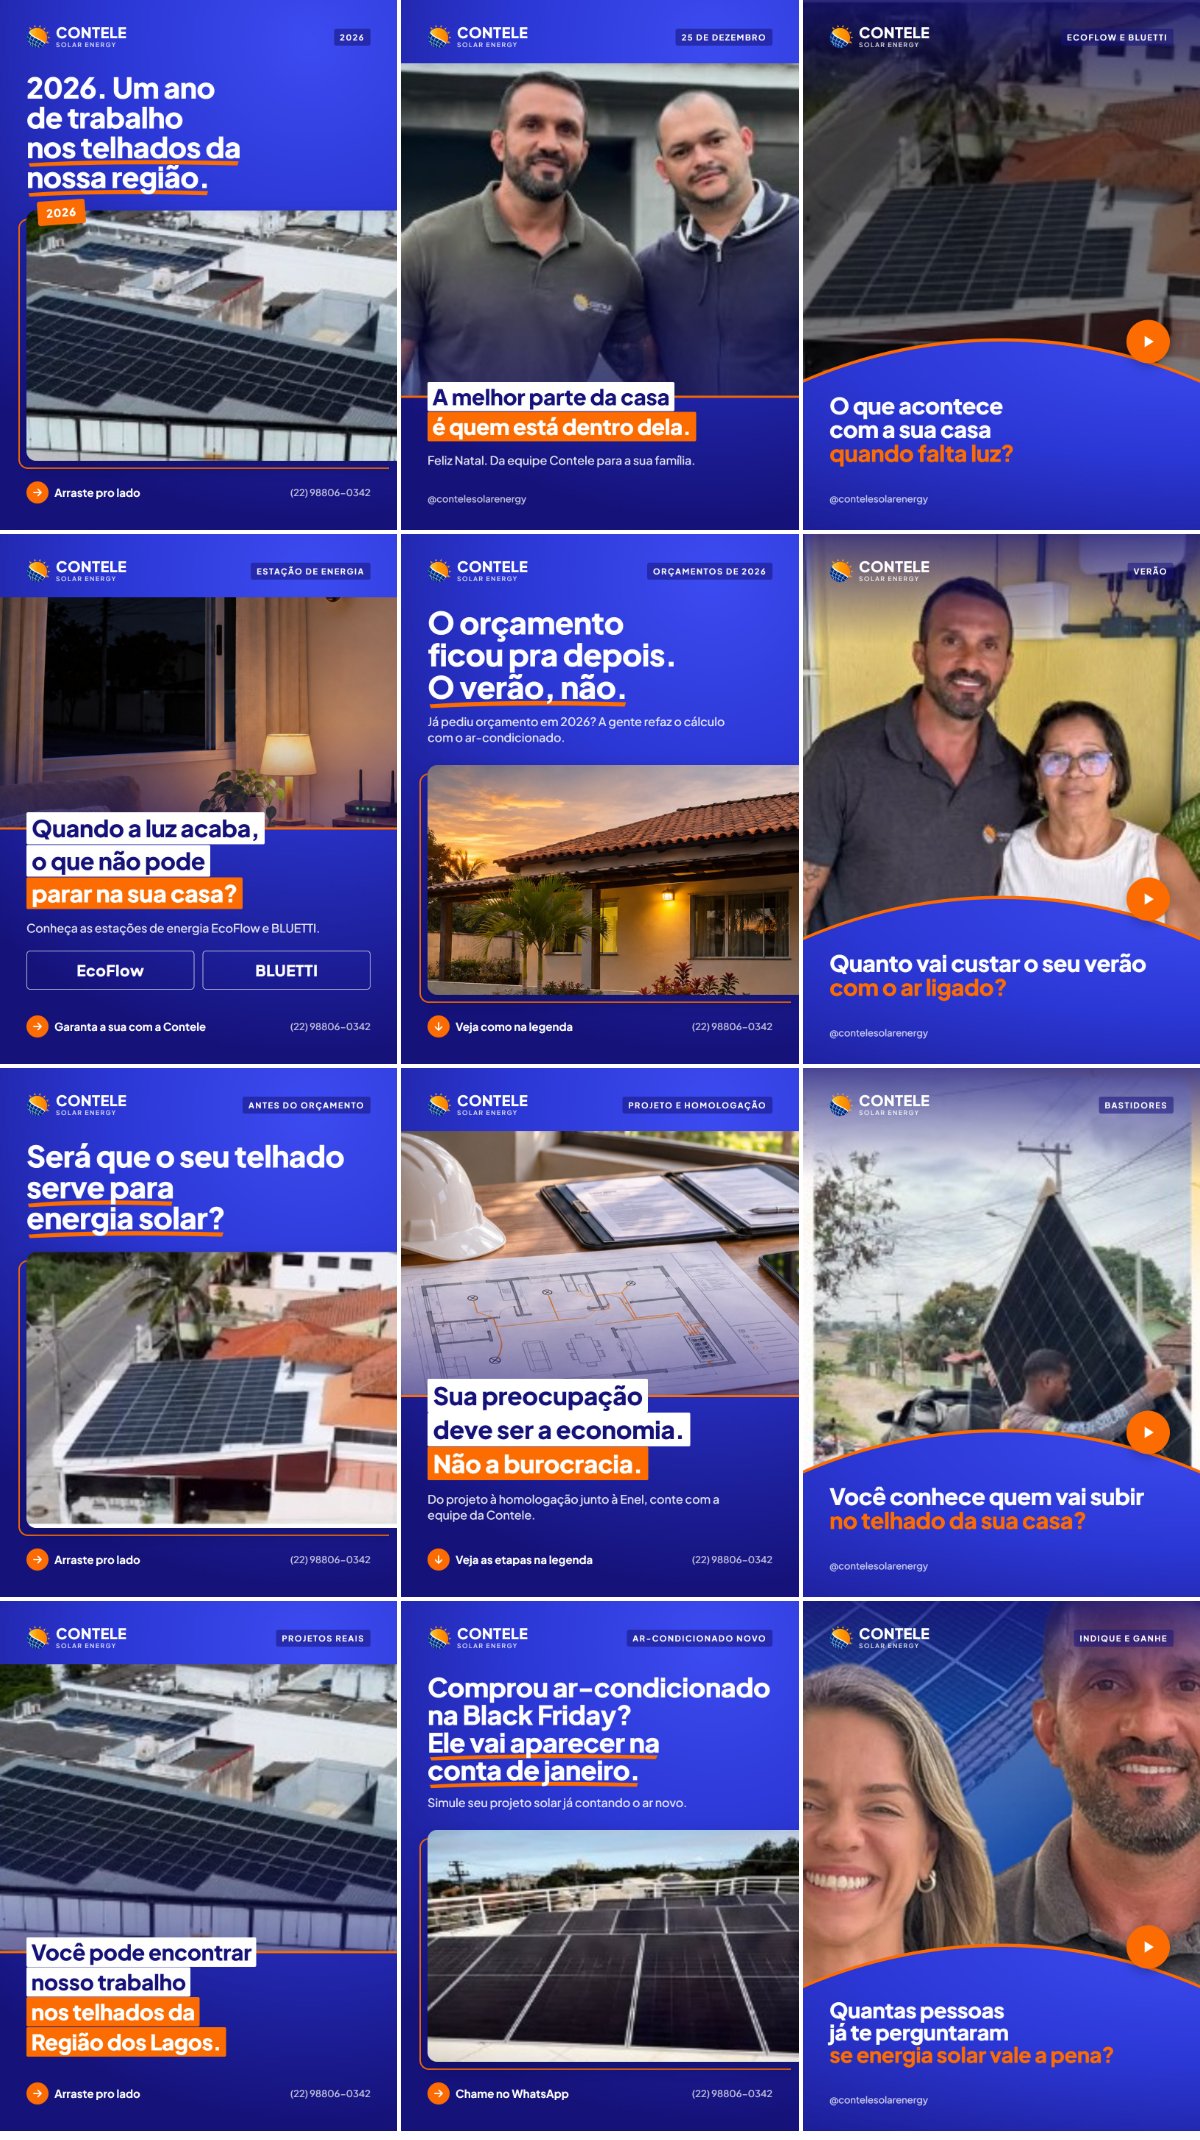 CONTELE
SOLAR ENERGY
2026
2026. Um ano
de trabalho
nos telhados da
nossa região.
2026
Arraste pro lado
(22) 98806-0342
CONTELE
SOLAR ENERGY
25 DE DEZEMBRO
A melhor parte da casa
é quem está dentro dela.
Feliz Natal. Da equipe Contele para a sua família.
@contelesolarenergy
CONTELE
SOLAR ENERGY
ECOFLOW E BLUETTI
O que acontece
com a sua casa
quando falta luz?
@contelesolarenergy
CONTELE
SOLAR ENERGY
ESTAÇÃO DE ENERGIA
Quando a luz acaba,
o que não pode
parar na sua casa?
Conheça as estações de energia EcoFlow e BLUETTI.
EcoFlow
BLUETTI
Garanta a sua com a Contele
(22) 98806-0342
CONTELE
SOLAR ENERGY
ORÇAMENTOS DE 2026
O orçamento
ficou pra depois.
O verão, não.
Já pediu orçamento em 2026? A gente refaz o cálculo
com o ar-condicionado.
Veja como na legenda
(22) 98806-0342
CONTELE
SOLAR ENERGY
VERÃO
Quanto vai custar o seu verão
com o ar ligado?
@contelesolarenergy
CONTELE
SOLAR ENERGY
ANTES DO ORÇAMENTO
Será que o seu telhado
serve para
energia solar?
Arraste pro lado
(22) 98806-0342
CONTELE
SOLAR ENERGY
PROJETO E HOMOLOGAÇÃO
Sua preocupação
deve ser a economia.
Não a burocracia.
Do projeto à homologação junto à Enel, conte com a
equipe da Contele.
Veja as etapas na legenda
(22) 98806-0342
CONTELE
SOLAR ENERGY
BASTIDORES
Você conhece quem vai subir
no telhado da sua casa?
@contelesolarenergy
CONTELE
SOLAR ENERGY
PROJETOS REAIS
Você pode encontrar
nosso trabalho
nos telhados da
Região dos Lagos.
Arraste pro lado
(22) 98806-0342
CONTELE
SOLAR ENERGY
AR-CONDICIONADO NOVO
Comprou ar-condicionado
na Black Friday?
Ele vai aparecer na
conta de janeiro.
Simule seu projeto solar já contando o ar novo.
Chame no WhatsApp
(22) 98806-0342
CONTELE
SOLAR ENERGY
INDIQUE E GANHE
Quantas pessoas
já te perguntaram
se energia solar vale a pena?
@contelesolarenergy